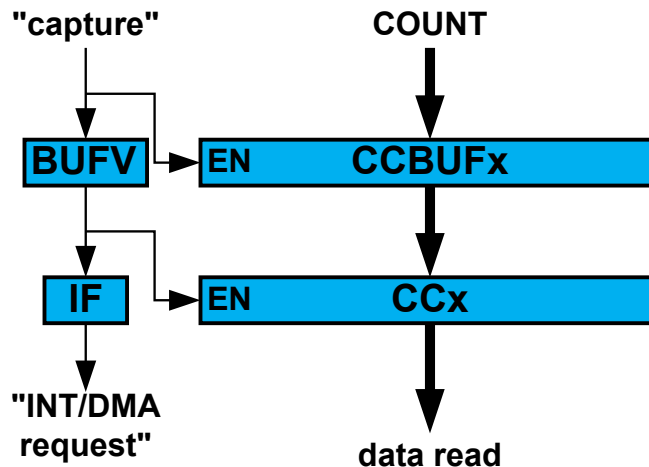 "capture"
COUNT
BUFV
EN
CCBUFx
IF
EN
CCx
"INT/DMA
request"
data read